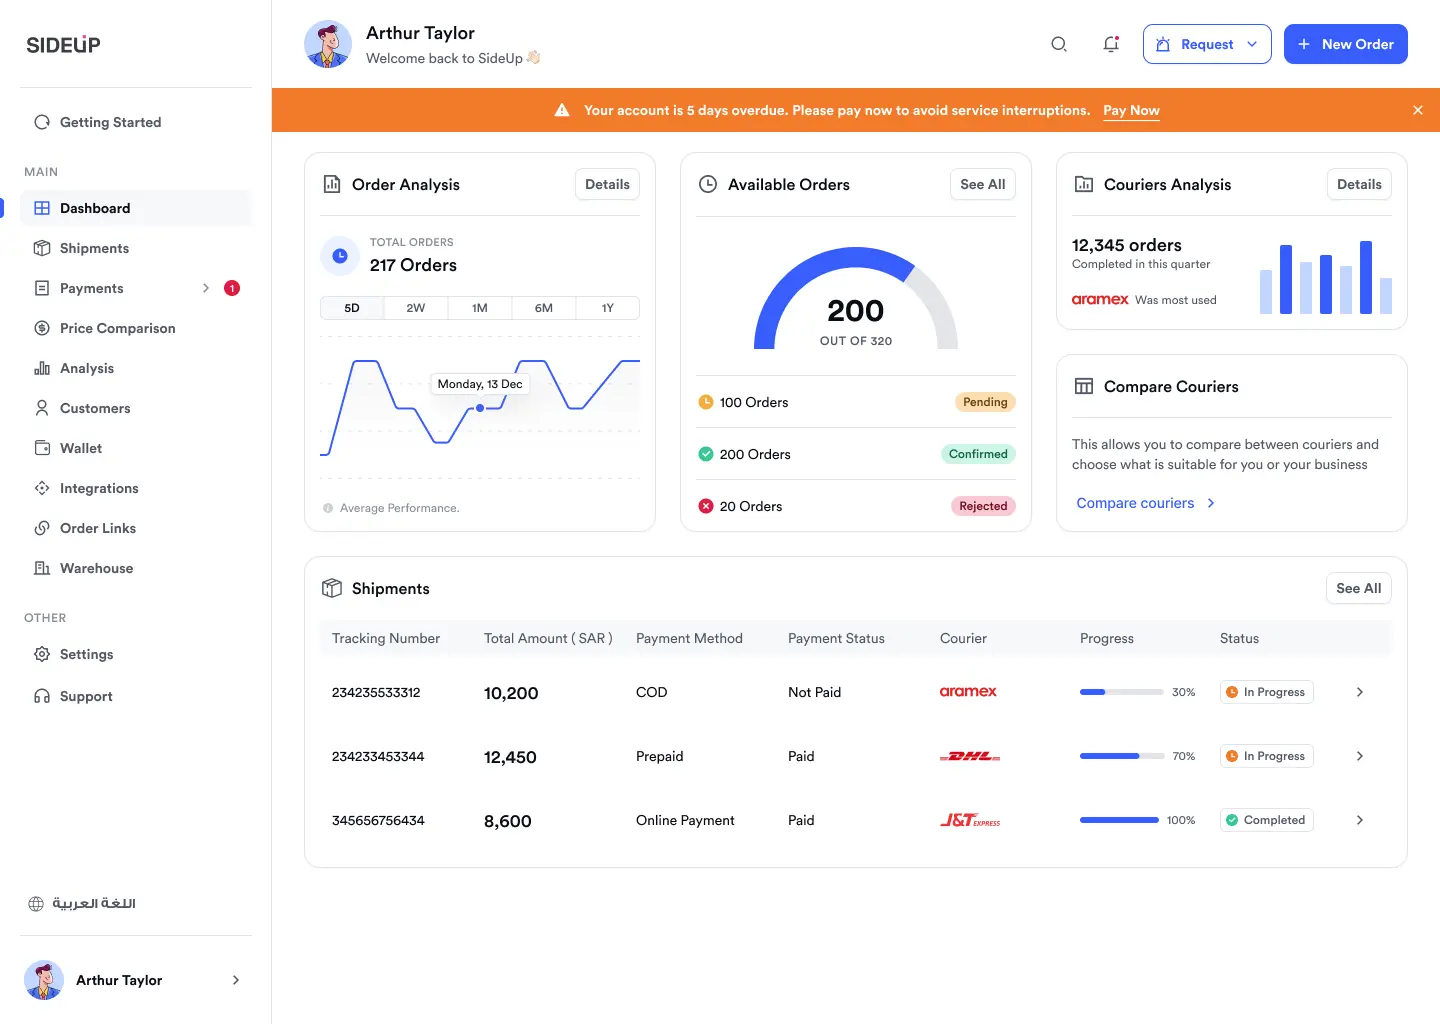 SIDEUP
Getting Started
MAIN
Dashboard
Shipments
Payments
1
Price Comparison
Analysis
Customers
Wallet
Integrations
Order Links
Warehouse
OTHER
Settings
Support
اللغة العربية
Arthur Taylor
Arthur Taylor
Welcome back to SideUp 👋🏻
Request
+ New Order
Your account is 5 days overdue. Please pay now to avoid service interruptions. Pay Now
Order Analysis
Details
TOTAL ORDERS
217 Orders
5D 2W 1M 6M 1Y
Monday, 13 Dec
Average Performance.
Available Orders
See All
200
OUT OF 320
100 Orders Pending
200 Orders Confirmed
20 Orders Rejected
Couriers Analysis
Details
12,345 orders
Completed in this quarter
aramex Was most used
Compare Couriers
This allows you to compare between couriers and
choose what is suitable for you or your business
Compare couriers
Shipments
See All
Tracking Number Total Amount ( SAR ) Payment Method Payment Status Courier Progress Status
234235533312 10,200 COD Not Paid aramex 30% In Progress
234233453344 12,450 Prepaid Paid DHL 70% In Progress
345656756434 8,600 Online Payment Paid J&T EXPRESS 100% Completed